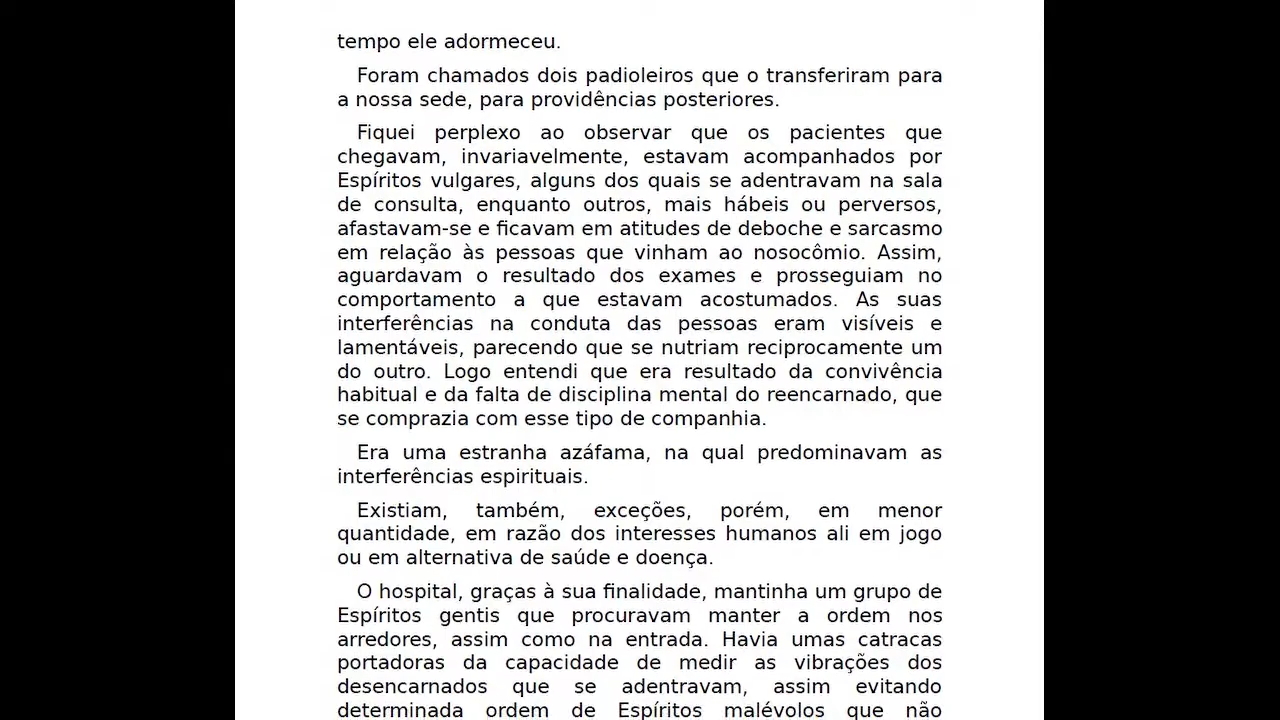 tempo ele adormeceu.
Foram chamados dois padioleiros que o transferiram para
a nossa sede, para providências posteriores.
Fiquei perplexo ao observar que os pacientes que
chegavam, invariavelmente, estavam acompanhados por
Espíritos vulgares, alguns dos quais se adentravam na sala
de consulta, enquanto outros, mais hábeis ou perversos,
afastavam-se e ficavam em atitudes de deboche e sarcasmo
em relação às pessoas que vinham ao nosocômio. Assim,
aguardavam o resultado dos exames e prosseguiam no
comportamento a que estavam acostumados. As suas
interferências na conduta das pessoas eram visíveis e
lamentáveis, parecendo que se nutriam reciprocamente um
do outro. Logo entendi que era resultado da convivência
habitual e da falta de disciplina mental do reencarnado, que
se comprazia com esse tipo de companhia.
Era uma estranha azáfama, na qual predominavam as
interferências espirituais.
Existiam, também, exceções, porém, em menor
quantidade, em razão dos interesses humanos ali em jogo
ou em alternativa de saúde e doença.
O hospital, graças à sua finalidade, mantinha um grupo de
Espíritos gentis que procuravam manter a ordem nos
arredores, assim como na entrada. Havia umas catracas
portadoras da capacidade de medir as vibrações dos
desencarnados que se adentravam, assim evitando
determinada ordem de Espíritos malévolos que não